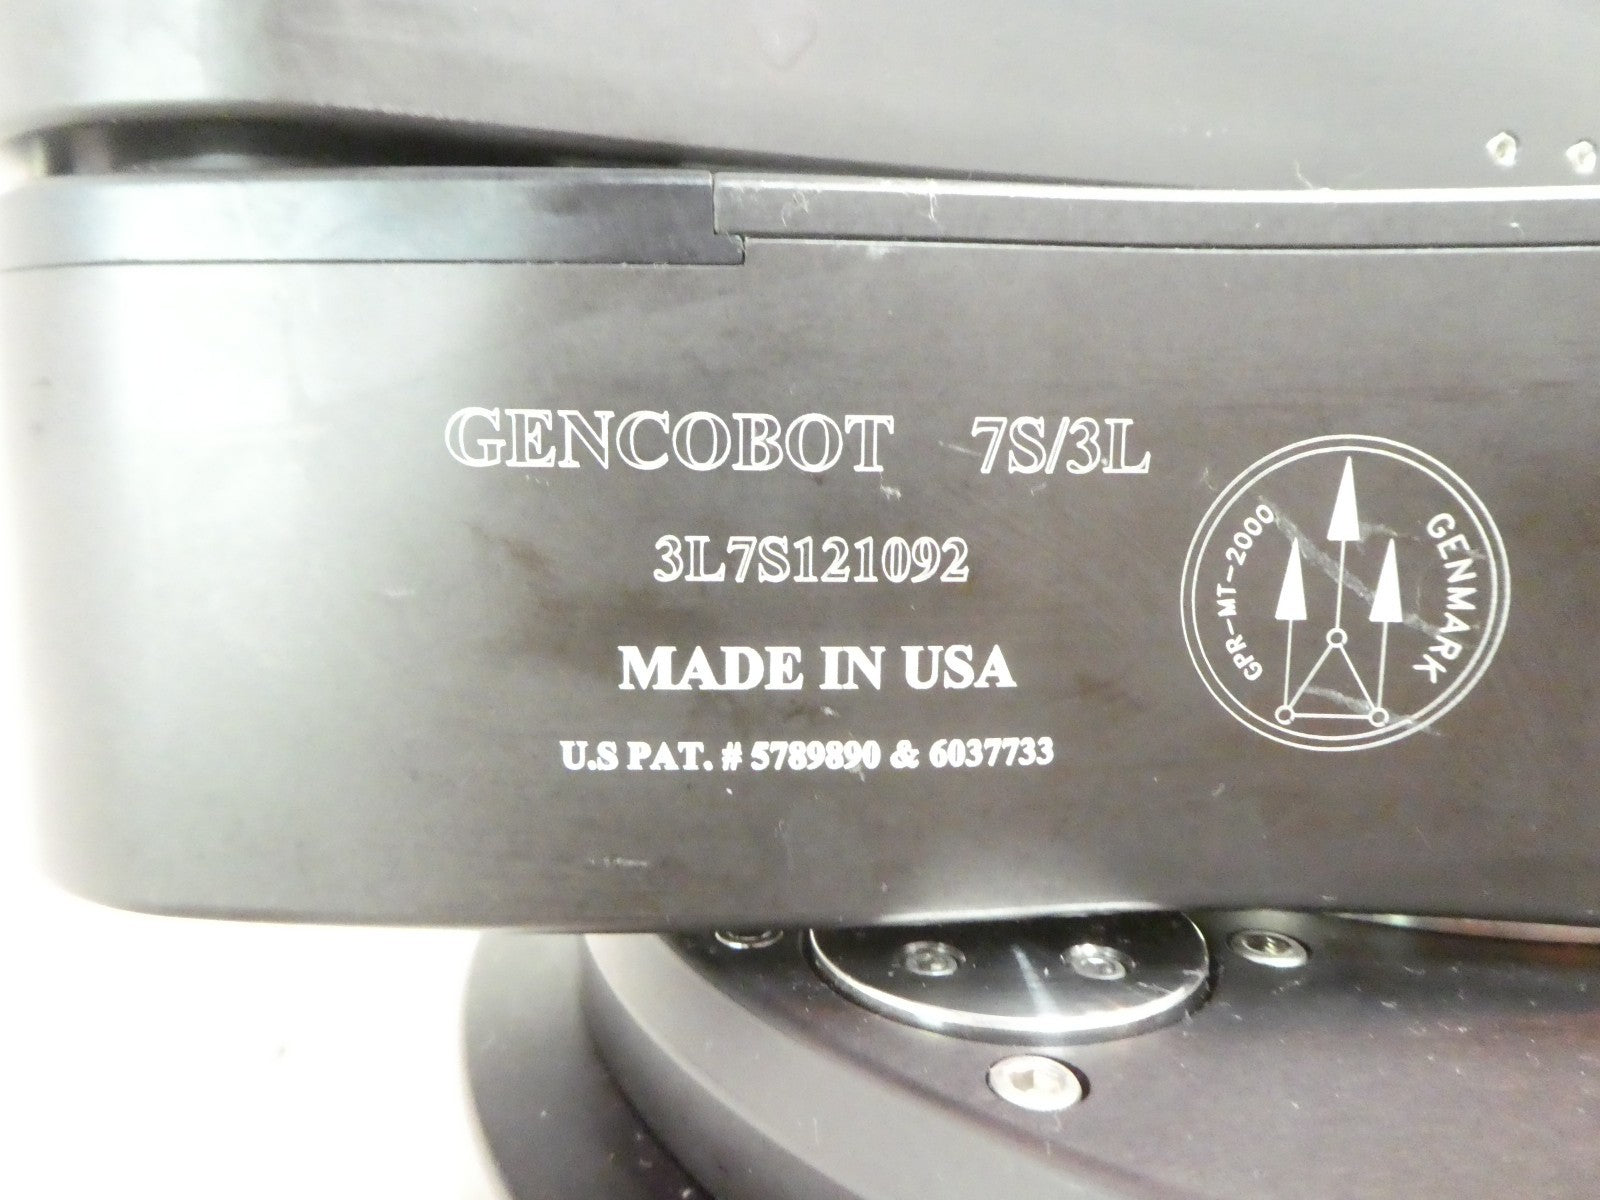 GENCOBOT 7S/3L
3L7S121092
MADE IN USA
U.S PAT. # 5789890 & 6037733
GPR-MT-2000
GENMARK